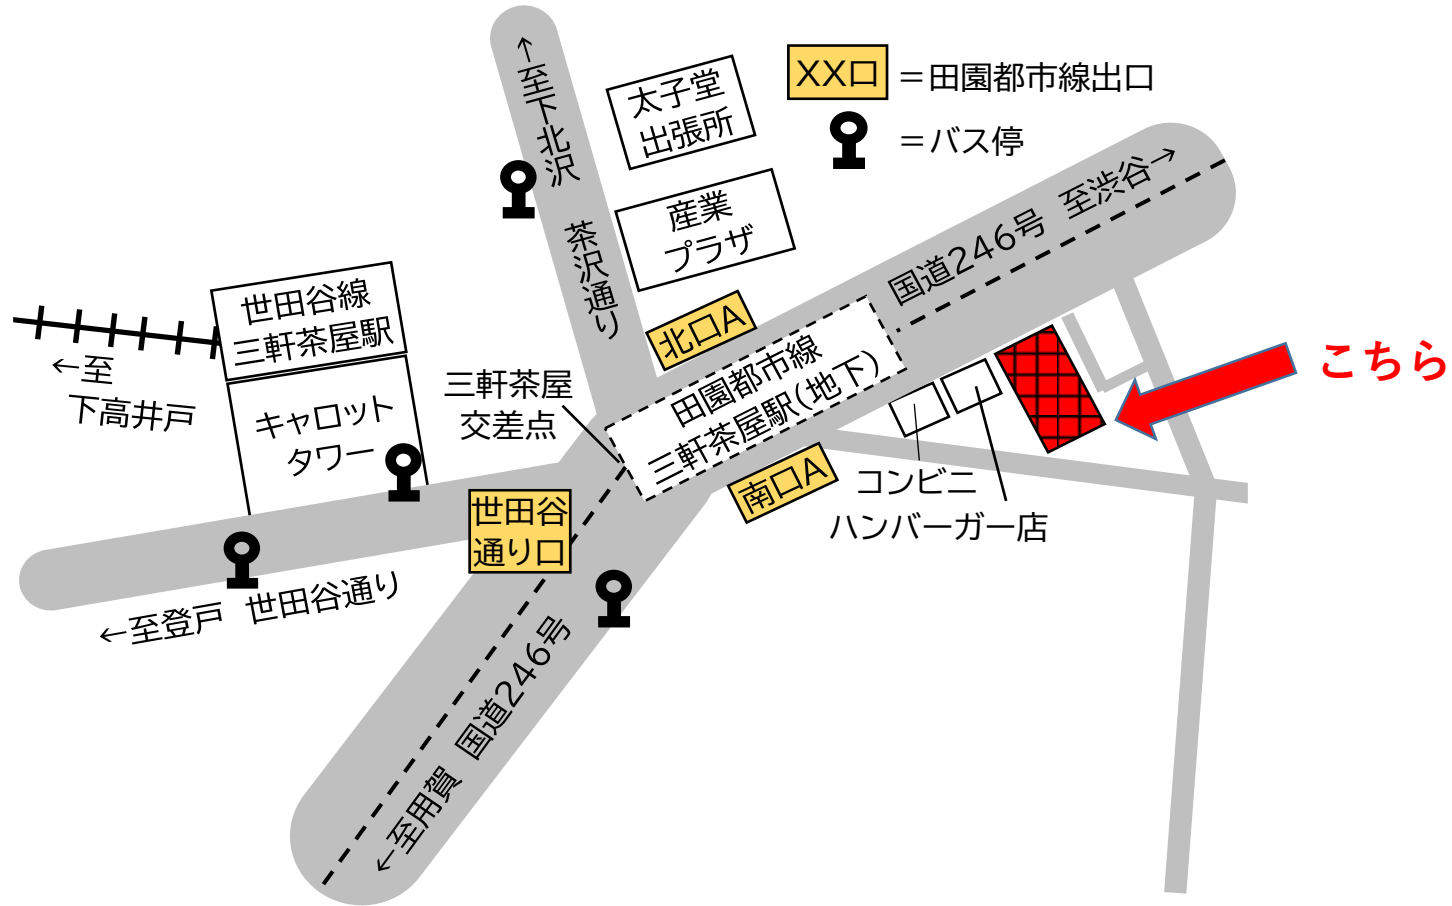 XX口
＝田園都市線出口
＝バス停
←至下北沢　茶沢通り
太子堂
出張所
産業
プラザ
国道246号　至渋谷→
北口A
世田谷線
三軒茶屋駅
←至
下高井戸
キャロット
タワー
三軒茶屋
交差点
田園都市線
三軒茶屋駅（地下）
こちら
南口A
コンビニ
ハンバーガー店
世田谷
通り口
←至登戸　世田谷通り
←至用賀　国道246号